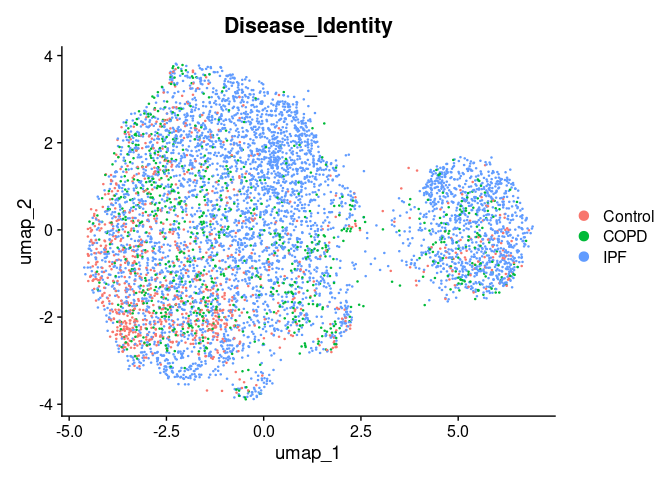 Disease_Identity
4
2
0
-2
-4
umap_2
-5.0 -2.5 0.0 2.5 5.0
umap_1
Control
COPD
IPF